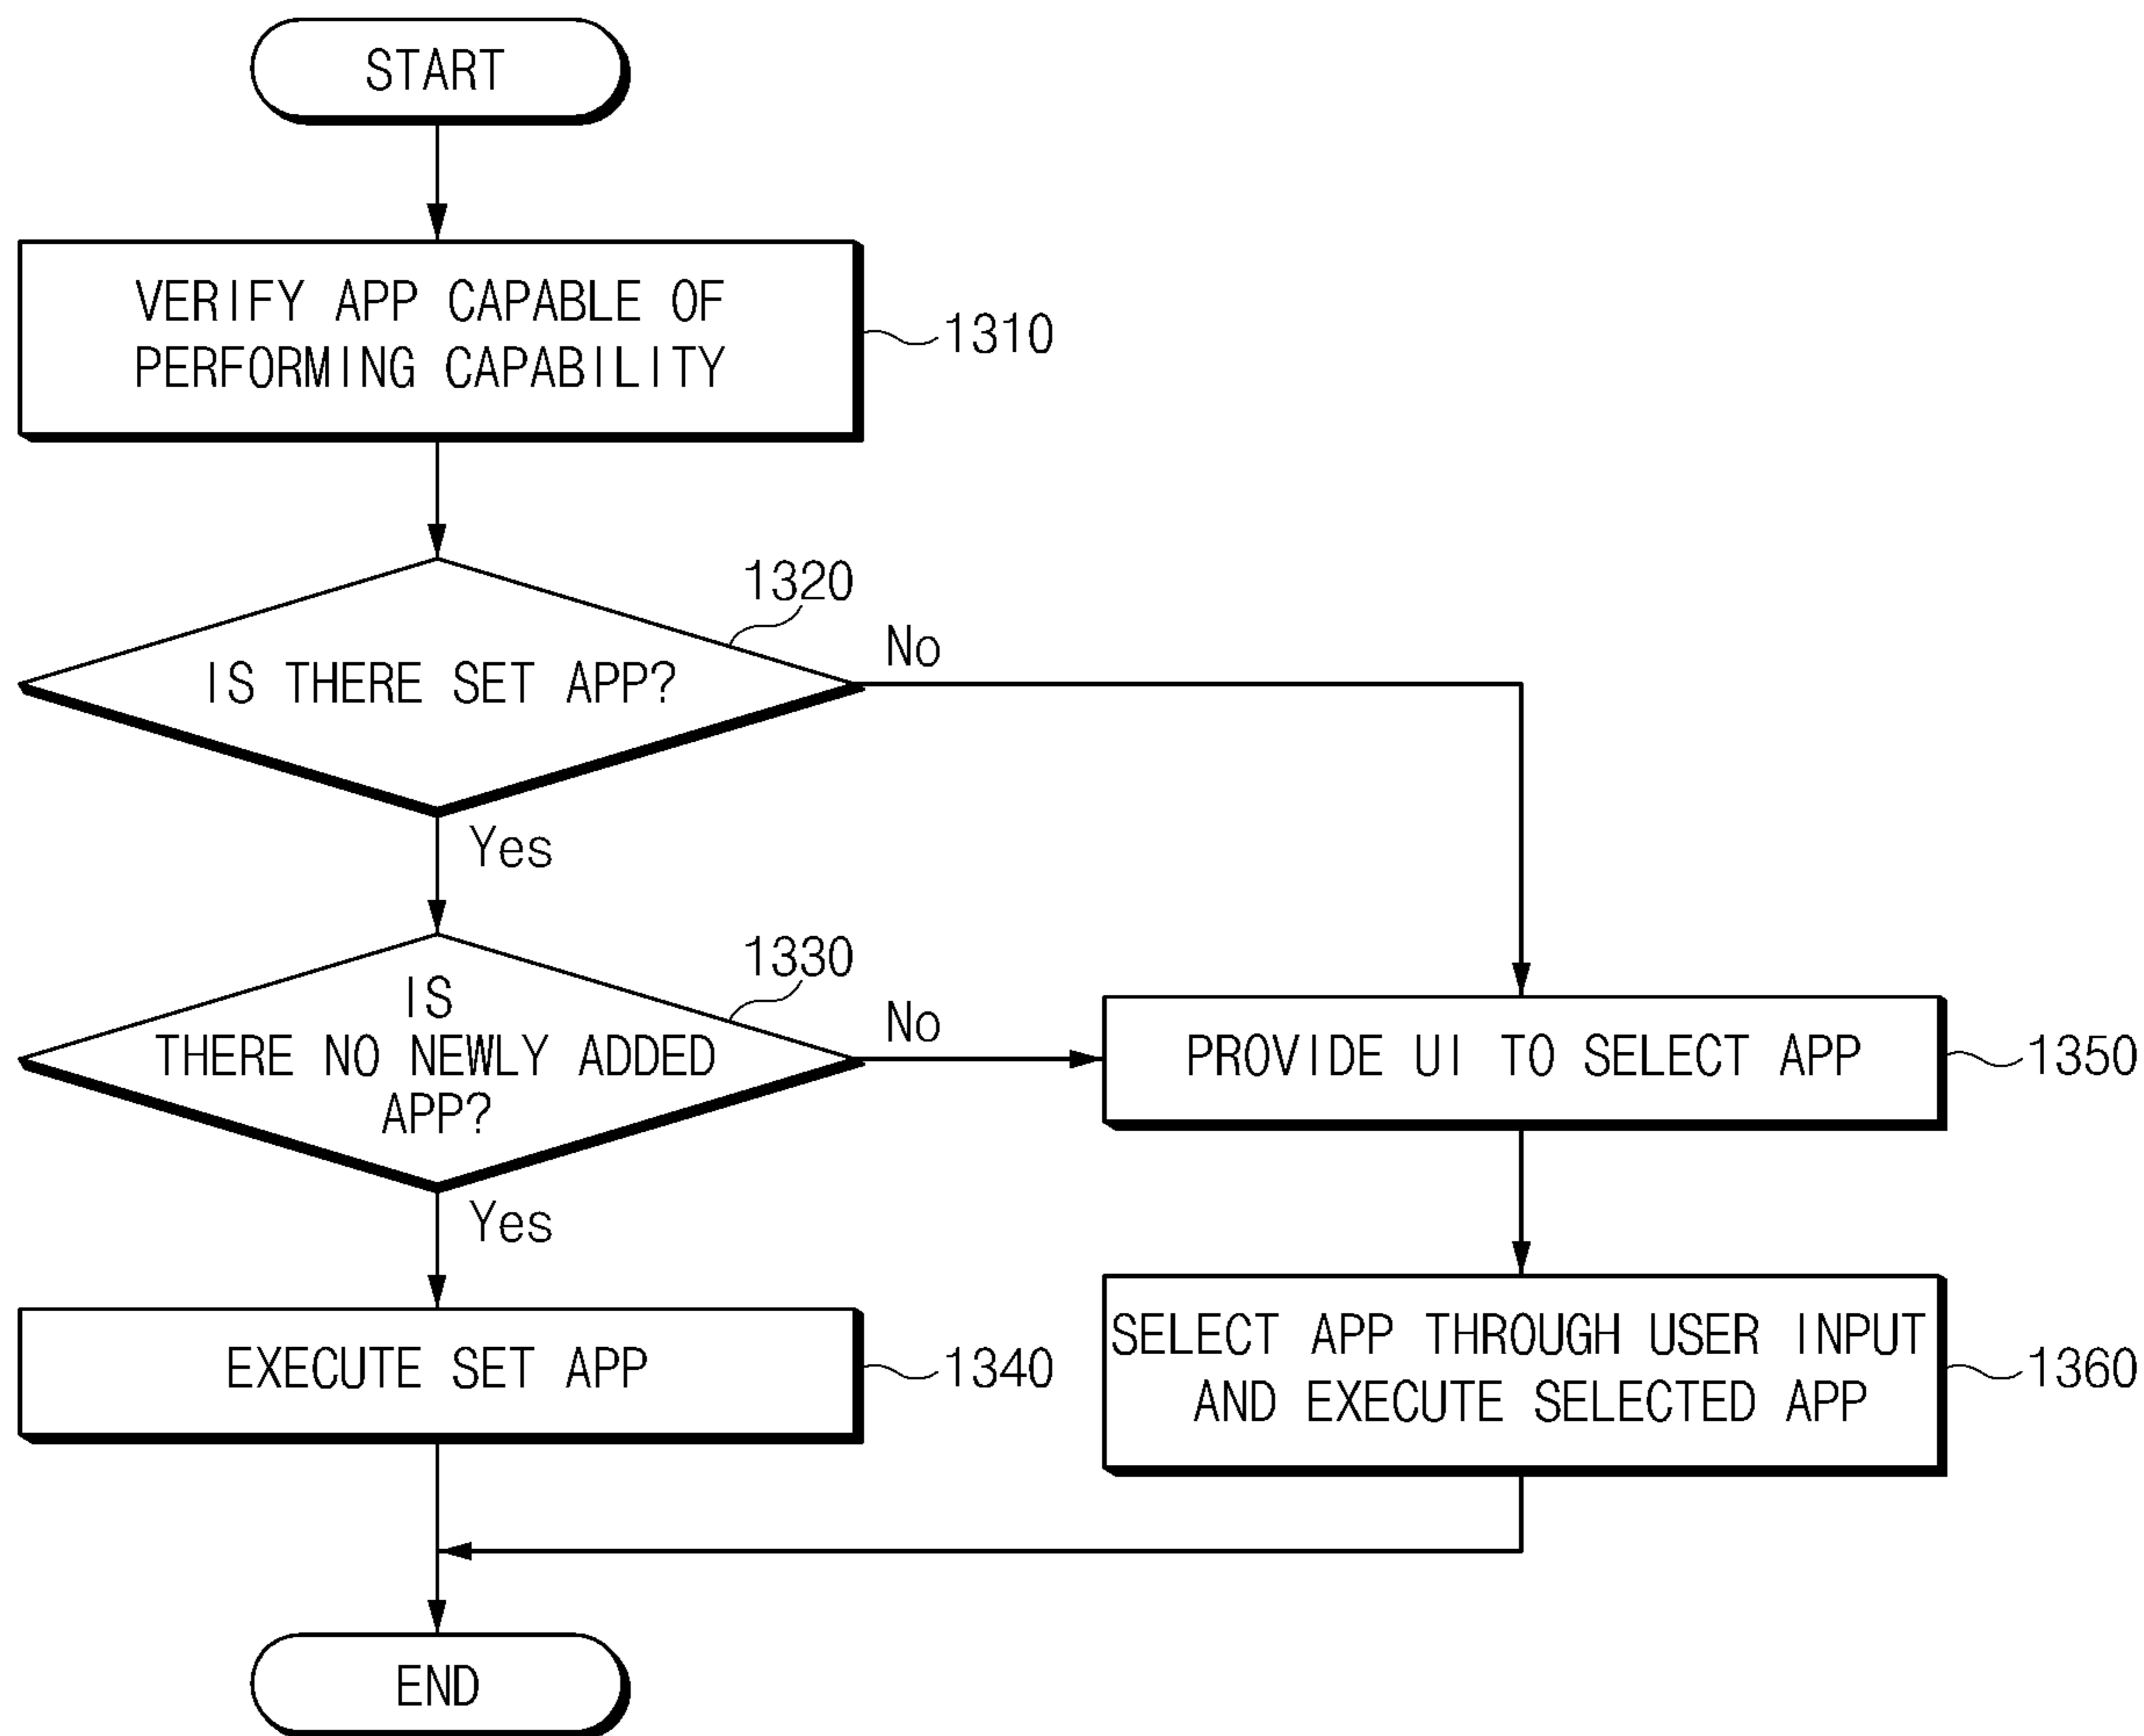 START
VERIFY APP CAPABLE OF
PERFORMING CAPABILITY
1310
1320
IS THERE SET APP?
No
Yes
1330
IS
THERE NO NEWLY ADDED
APP?
No
Yes
PROVIDE UI TO SELECT APP
1350
EXECUTE SET APP
1340
SELECT APP THROUGH USER INPUT
AND EXECUTE SELECTED APP
1360
END